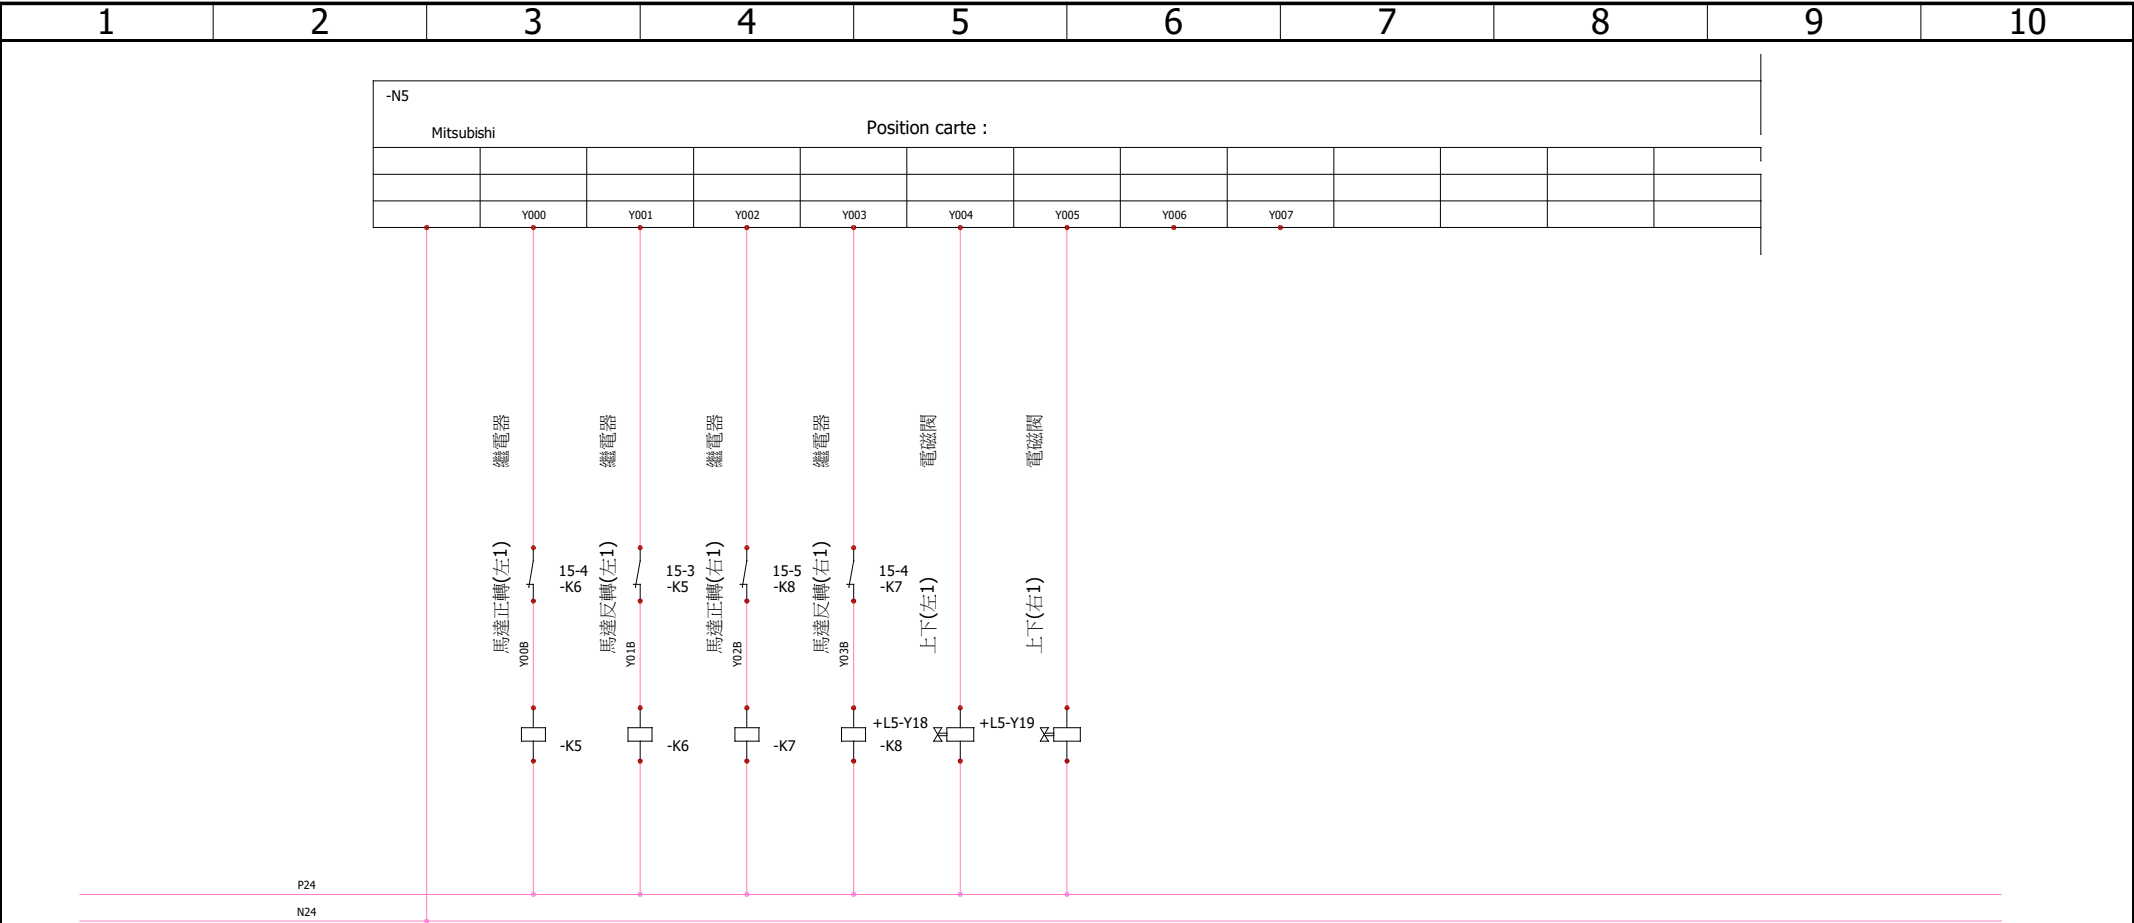 1 2 3 4 5 6 7 8 9 10
-N5
Mitsubishi
Position carte :
Y000 Y001 Y002 Y003 Y004 Y005 Y006 Y007
繼電器
繼電器
繼電器
繼電器
電磁閥
電磁閥
馬達正轉(左1)
馬達反轉(左1)
馬達正轉(右1)
馬達反轉(右1)
上下(左1)
上下(右1)
15-4
-K6
15-3
-K5
15-5
-K8
15-4
-K7
Y00B
Y01B
Y02B
Y03B
+L5-Y18
+L5-Y19
-K5
-K6
-K7
-K8
P24
N24